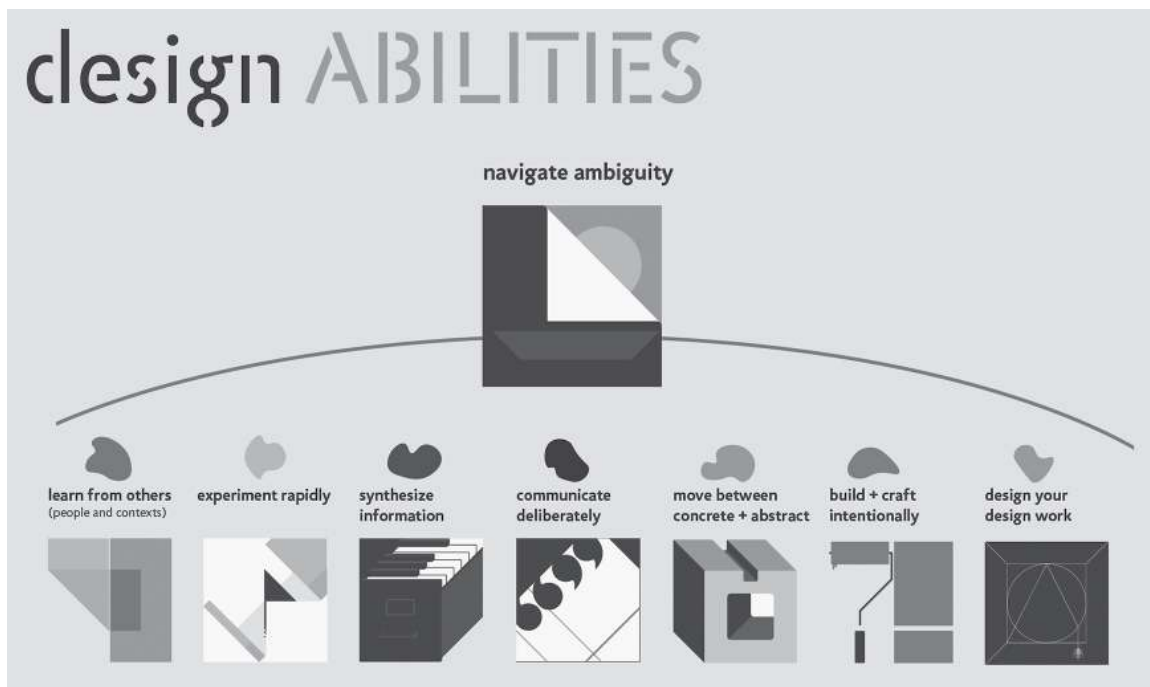 design ABILITIES
navigate ambiguity
learn from others
(people and contexts)
experiment rapidly
synthesize
information
communicate
deliberately
move between
concrete + abstract
build + craft
intentionally
design your
design work